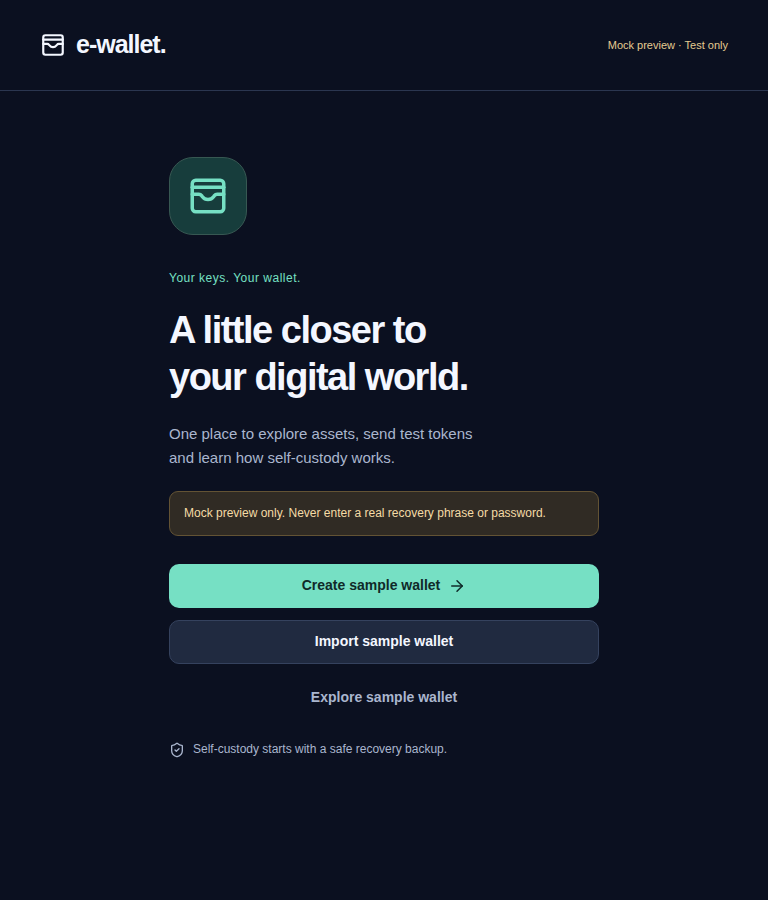 e-wallet.
Mock preview · Test only
Your keys. Your wallet.
A little closer to
your digital world.
One place to explore assets, send test tokens
and learn how self-custody works.
Mock preview only. Never enter a real recovery phrase or password.
Create sample wallet
Import sample wallet
Explore sample wallet
Self-custody starts with a safe recovery backup.